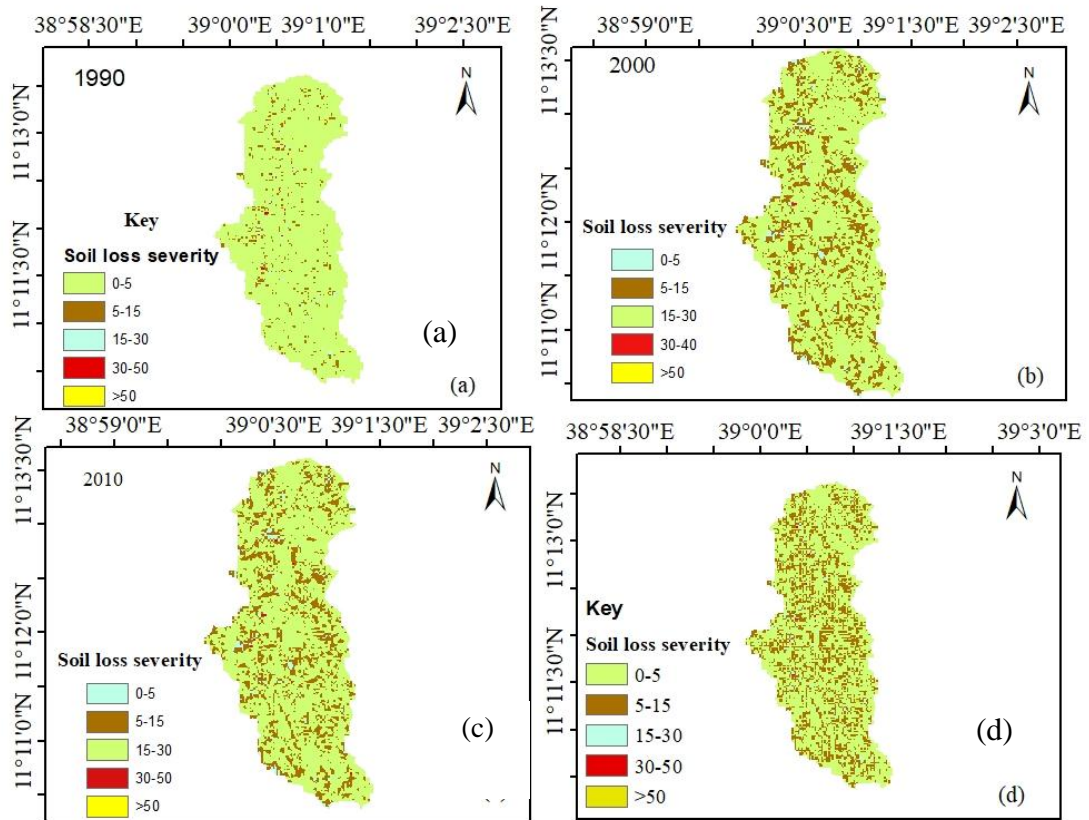 38°58'30"E 39°0'0"E 39°1'0"E 39°2'30"E
1990
N
11°13'0"N
11°11'30"N
Key
Soil loss severity
0-5
5-15
15-30
30-50
>50
(a)
(a)
38°59'0"E 39°0'30"E 39°1'30"E 39°2'30"E
2000
N
11°13'30"N
11°12'0"N
11°11'0"N
Soil loss severity
0-5
5-15
15-30
30-40
>50
(b)
38°59'0"E 39°0'30"E 39°1'30"E 39°2'30"E
2010
N
11°13'30"N
11°12'0"N
11°11'0"N
Soil loss severity
0-5
5-15
15-30
30-50
>50
(c)
38°58'30"E 39°0'0"E 39°1'30"E 39°3'0"E
N
11°13'0"N
11°11'30"N
Key
Soil loss severity
0-5
5-15
15-30
30-50
>50
(d)
(d)